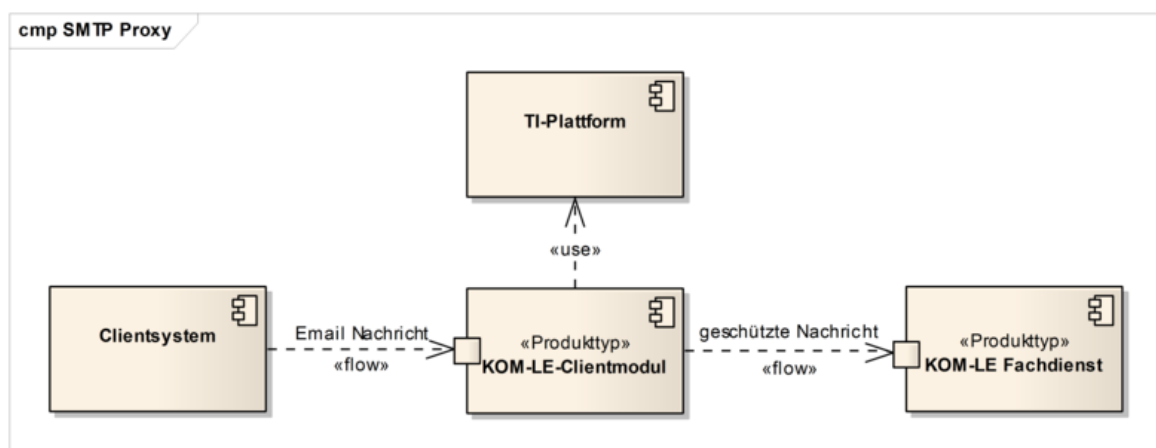 cmp SMTP Proxy
TI-Plattform
«use»
Clientsystem
Email Nachricht
«flow»
«Produkttyp»
KOM-LE-Clientmodul
geschützte Nachricht
«flow»
«Produkttyp»
KOM-LE Fachdienst